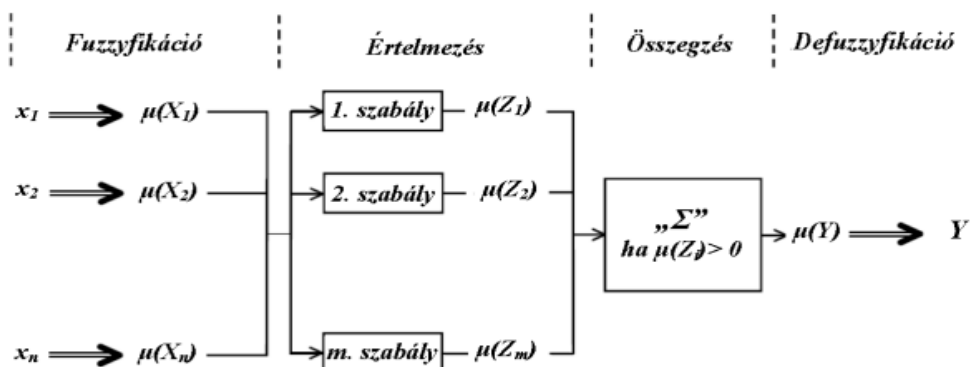 Fuzzyfikáció Értelmezés Összegzés Defuzzyfikáció
x1 μ(X1) 1. szabály μ(Z1)
x2 μ(X2) 2. szabály μ(Z2)
„Σ”
ha μ(Zi)> 0 μ(Y) Y
xn μ(Xn) m. szabály μ(Zm)